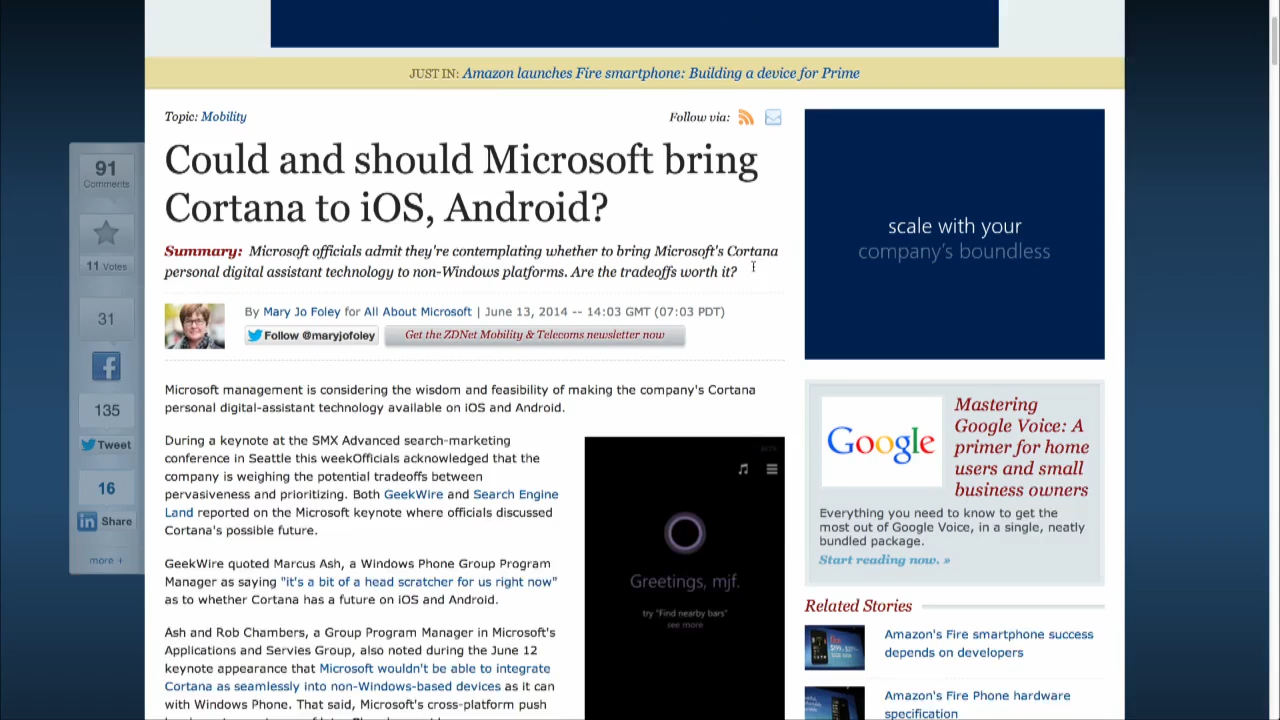 JUST IN: Amazon launches Fire smartphone: Building a device for Prime
Topic: Mobility
Follow via:
Could and should Microsoft bring
Cortana to iOS, Android?
Summary: Microsoft officials admit they're contemplating whether to bring Microsoft's Cortana
personal digital assistant technology to non-Windows platforms. Are the tradeoffs worth it?
By Mary Jo Foley for All About Microsoft | June 13, 2014 -- 14:03 GMT (07:03 PDT)
Follow @maryjofoley
Get the ZDNet Mobility & Telecoms newsletter now
91
Comments
11 Votes
31
135
Tweet
16
in Share
more +
Microsoft management is considering the wisdom and feasibility of making the company's Cortana
personal digital-assistant technology available on iOS and Android.
During a keynote at the SMX Advanced search-marketing
conference in Seattle this weekOfficials acknowledged that the
company is weighing the potential tradeoffs between
pervasiveness and prioritizing. Both GeekWire and Search Engine
Land reported on the Microsoft keynote where officials discussed
Cortana's possible future.
GeekWire quoted Marcus Ash, a Windows Phone Group Program
Manager as saying "it's a bit of a head scratcher for us right now"
as to whether Cortana has a future on iOS and Android.
Ash and Rob Chambers, a Group Program Manager in Microsoft's
Applications and Servies Group, also noted during the June 12
keynote appearance that Microsoft wouldn't be able to integrate
Cortana as seamlessly into non-Windows-based devices as it can
with Windows Phone. That said, Microsoft's cross-platform push
Greetings, mjf.
try "Find nearby bars"
see more
scale with your
company's boundless
Google
Mastering
Google Voice: A
primer for home
users and small
business owners
Everything you need to know to get the
most out of Google Voice, in a single, neatly
bundled package.
Start reading now. »
Related Stories
Amazon's Fire smartphone success
depends on developers
Amazon's Fire Phone hardware
specification